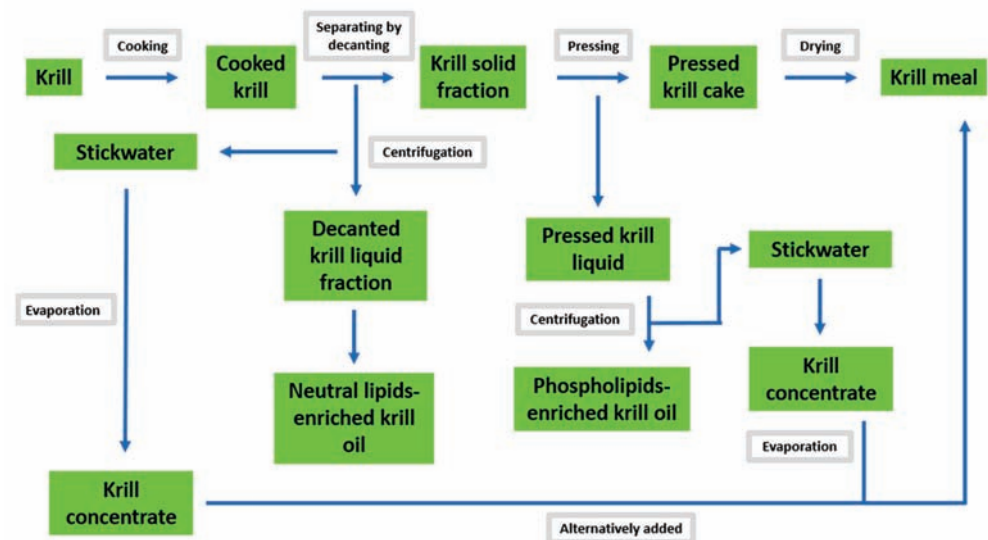 Cooking
Separating by
decanting
Pressing
Drying
Krill
Cooked
krill
Krill solid
fraction
Pressed
krill cake
Krill meal
Stickwater
Centrifugation
Decanted
krill liquid
fraction
Pressed krill
liquid
Stickwater
Evaporation
Centrifugation
Neutral lipids-
enriched krill
oil
Phospholipids-
enriched krill oil
Krill
concentrate
Evaporation
Krill
concentrate
Alternatively added